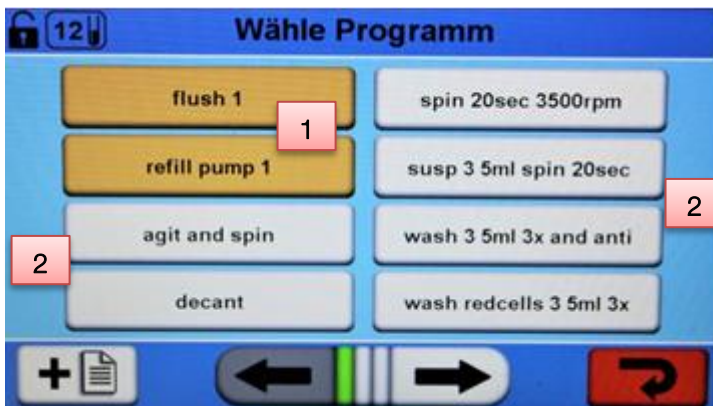 12
Wähle Programm
flush 1
1
refill pump 1
agit and spin
2
decant
spin 20sec 3500rpm
susp 3 5ml spin 20sec
2
wash 3 5ml 3x and anti
wash redcells 3 5ml 3x